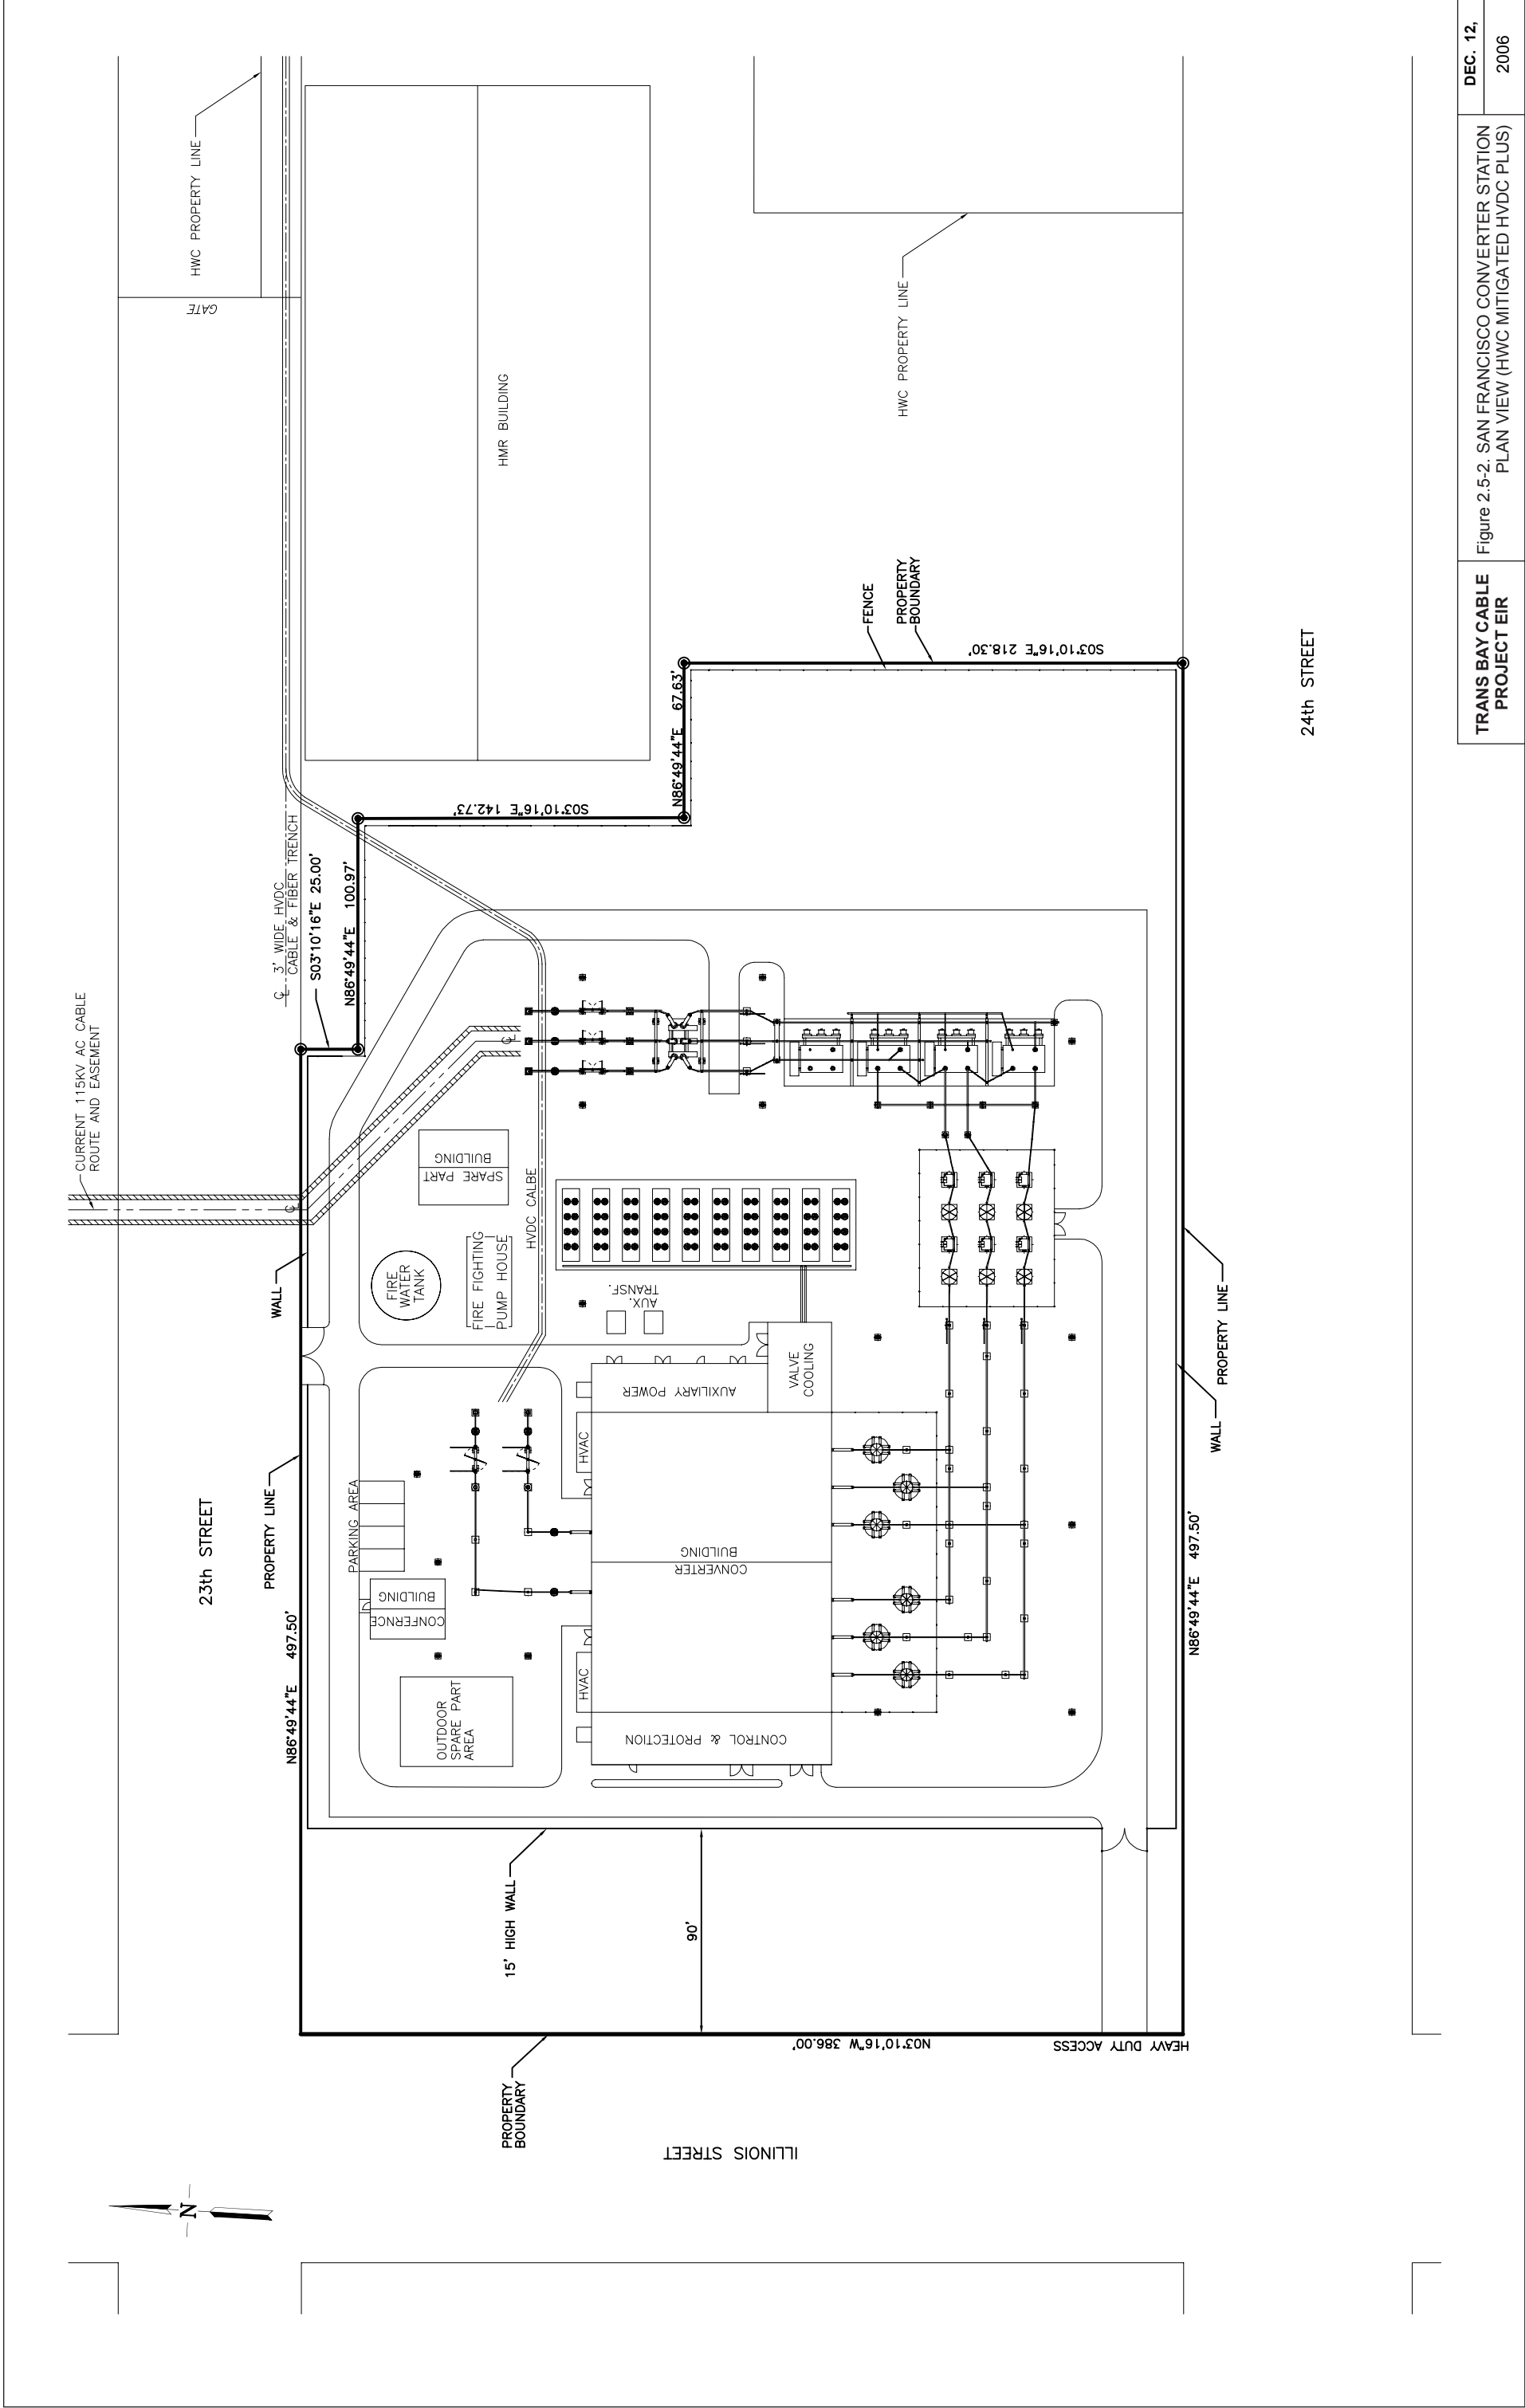 CURRENT 115KV AC CABLE
ROUTE AND EASEMENT
HWC PROPERTY LINE
GATE
23th STREET
PROPERTY LINE
WALL
N86°49'44"E 497.50'
℄ 3' WIDE HVDC
CABLE & FIBER TRENCH
S03°10'16"E 25.00'
N86°49'44"E 100.97'
S03°10'16"E 142.73'
N86°49'44"E 67.63'
HMR BUILDING
HWC PROPERTY LINE
FENCE
PROPERTY
BOUNDARY
S03°10'16"E 218.30'
℄
℄
PARKING AREA
CONFERNCE
BUILDING
OUTDOOR
SPARE PART
AREA
FIRE
WATER
TANK
FIRE FIGHTING
PUMP HOUSE
SPARE PART
BUILDING
HVDC CALBE
AUX.
TRANSF.
HVAC
HVAC
AUXILIARY POWER
VALVE
COOLING
CONVERTER
BUILDING
CONTROL & PROTECTION
15' HIGH WALL
90'
PROPERTY
BOUNDARY
N03°10'16"W 386.00'
HEAVY DUTY ACCESS
ILLINOIS STREET
N
N86°49'44"E 497.50'
WALL
PROPERTY LINE
24th STREET
TRANS BAY CABLE
PROJECT EIR
Figure 2.5-2. SAN FRANCISCO CONVERTER STATION
PLAN VIEW (HWC MITIGATED HVDC PLUS)
DEC. 12,
2006